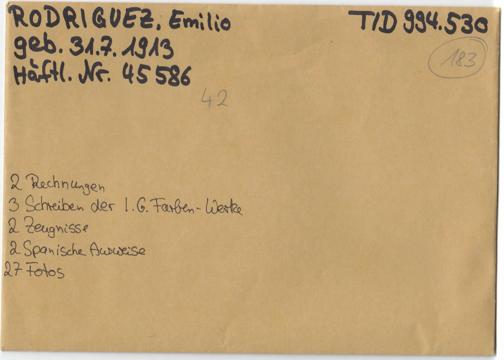 RODRIGUEZ, Emilio
geb. 31.7.1913
Häftl. Nr. 45586
T/D 994.530
183
42
2 Rechnungen
3 Schreiben der I.G. Farben-Werke
2 Zeugnisse
2 Spanische Ausweise
27 Fotos